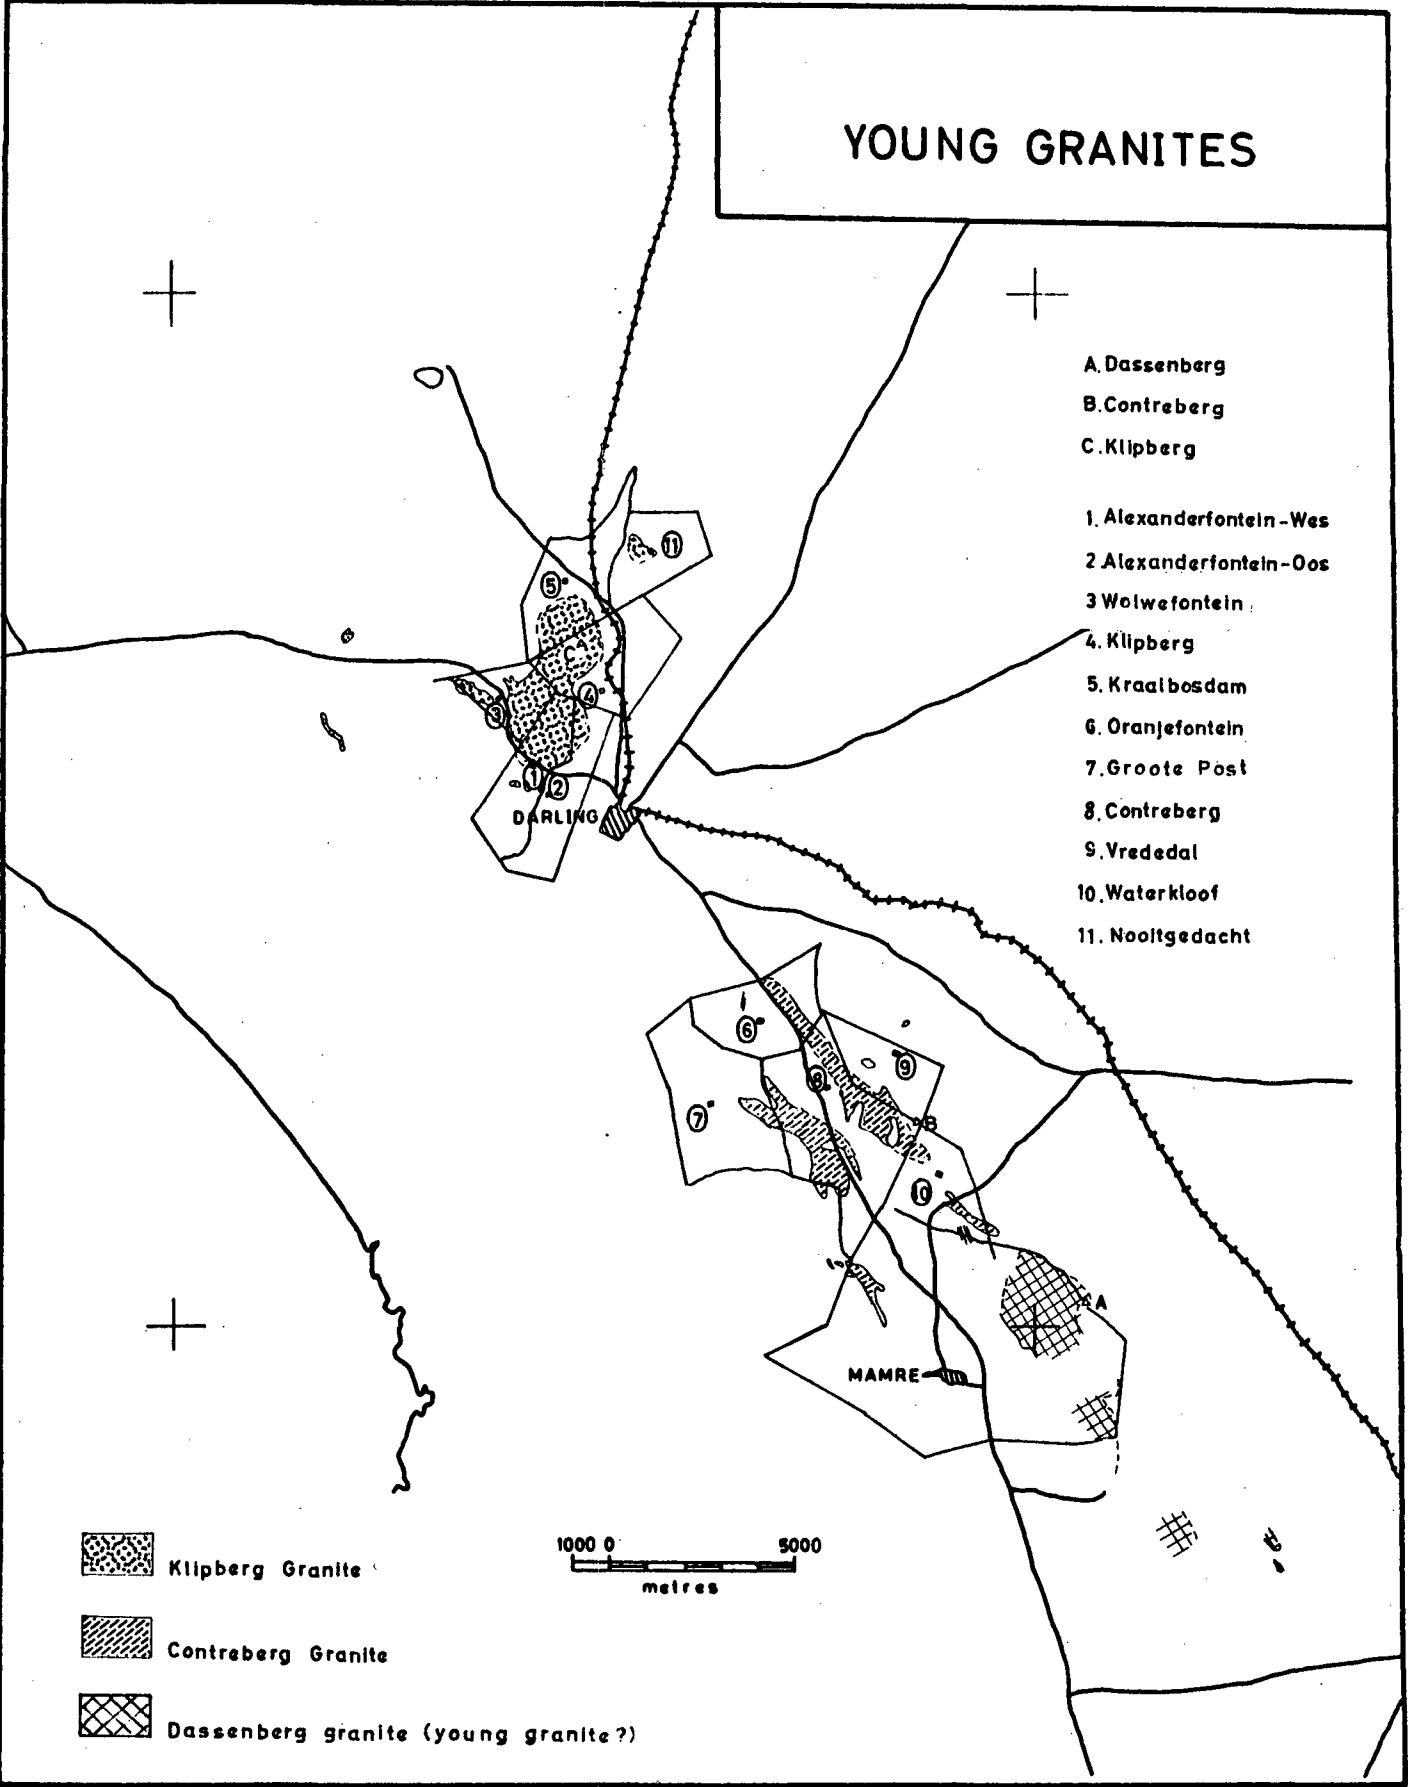 YOUNG GRANITES
A. Dassenberg
B. Contreberg
C. Klipberg
1. Alexanderfontein-Wes
2. Alexanderfontein-Oos
3 Wolwefontein
4. Klipberg
5. Kraalbosdam
6. Oranjefontein
7. Groote Post
8. Contreberg
9. Vrededal
10. Waterkloof
11. Nooitgedacht
11
5
C
4
3
1
2
DARLING
6
9
8
7
B
10
A
MAMRE
1000 0 5000
metres
Klipberg Granite
Contreberg Granite
Dassenberg granite (young granite?)